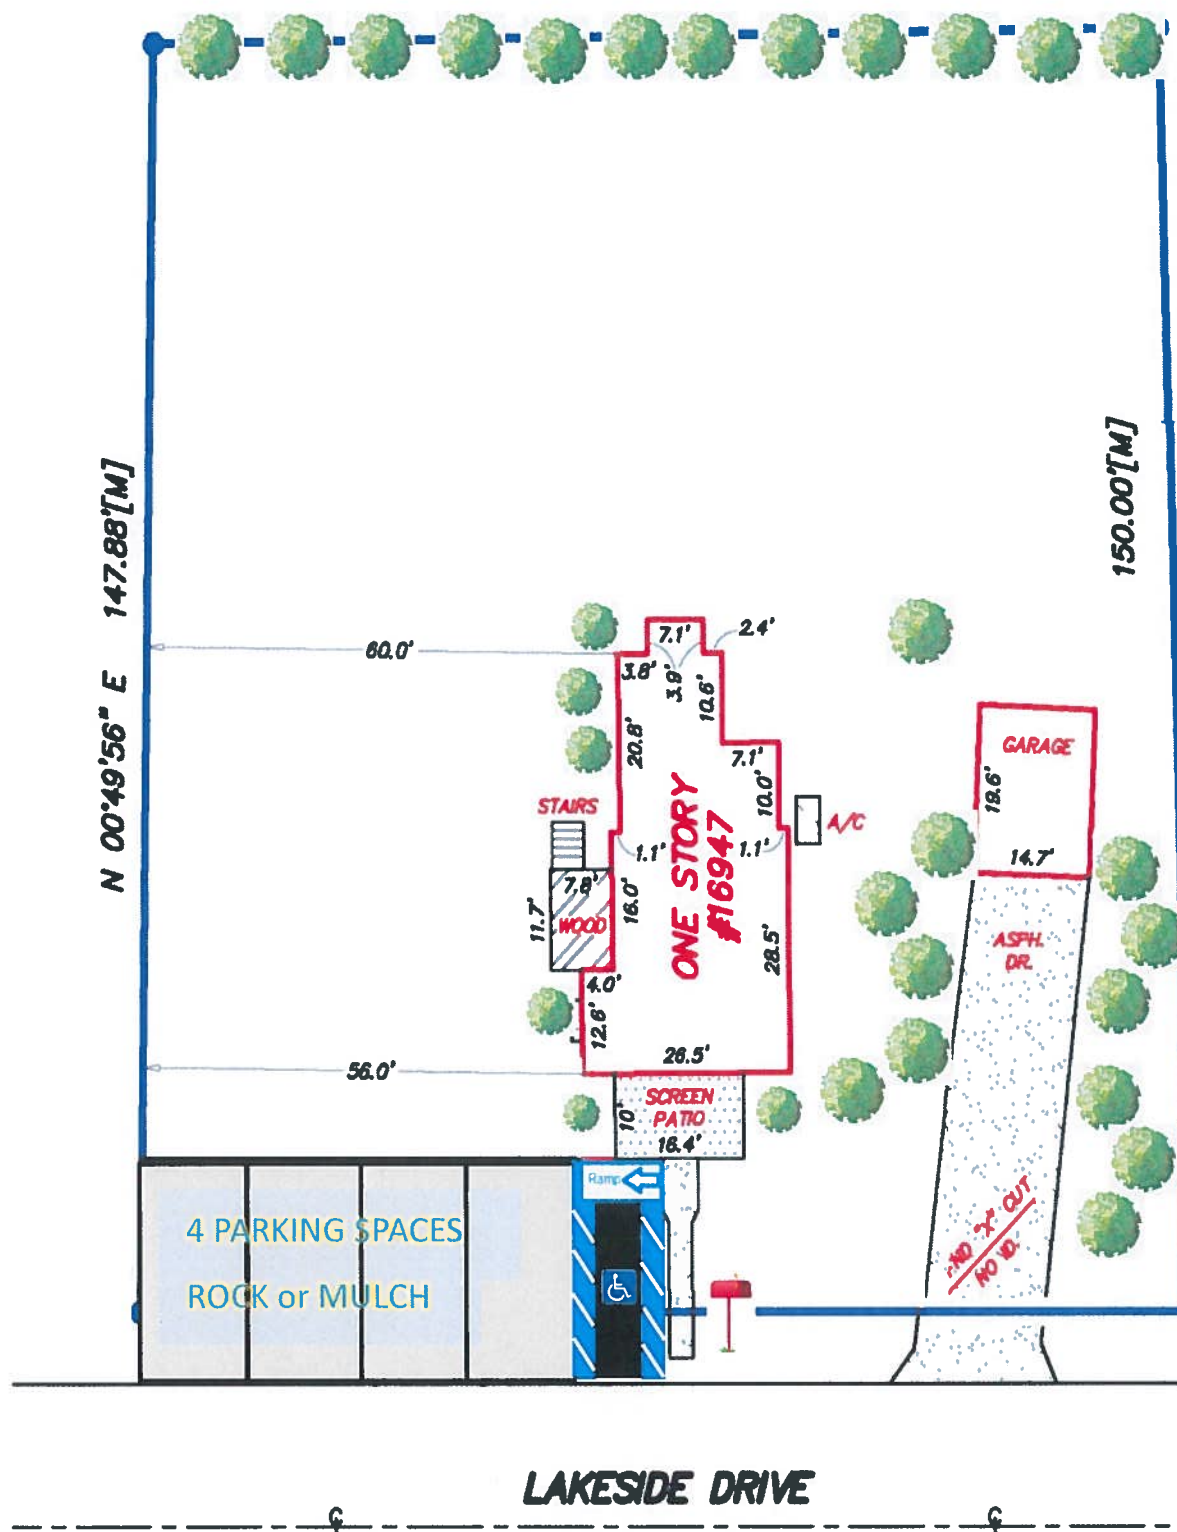 N 00°49'56" E 147.88'[M]
150.00'[M]
60.0'
7.1'
2.4'
3.8'
3.9'
10.6'
20.8'
7.1'
10.0'
GARAGE
19.6'
14.7'
STAIRS
A/C
1.1'
1.1'
ONE STORY
#16947
7.8'
11.7'
WOOD
16.0'
28.5'
4.0'
12.6'
26.5'
56.0'
ASPH.
DR.
SCREEN
PATIO
10'
16.4'
Ramp
4 PARKING SPACES
ROCK or MULCH
"X" CUT
NO ID.
LAKESIDE DRIVE